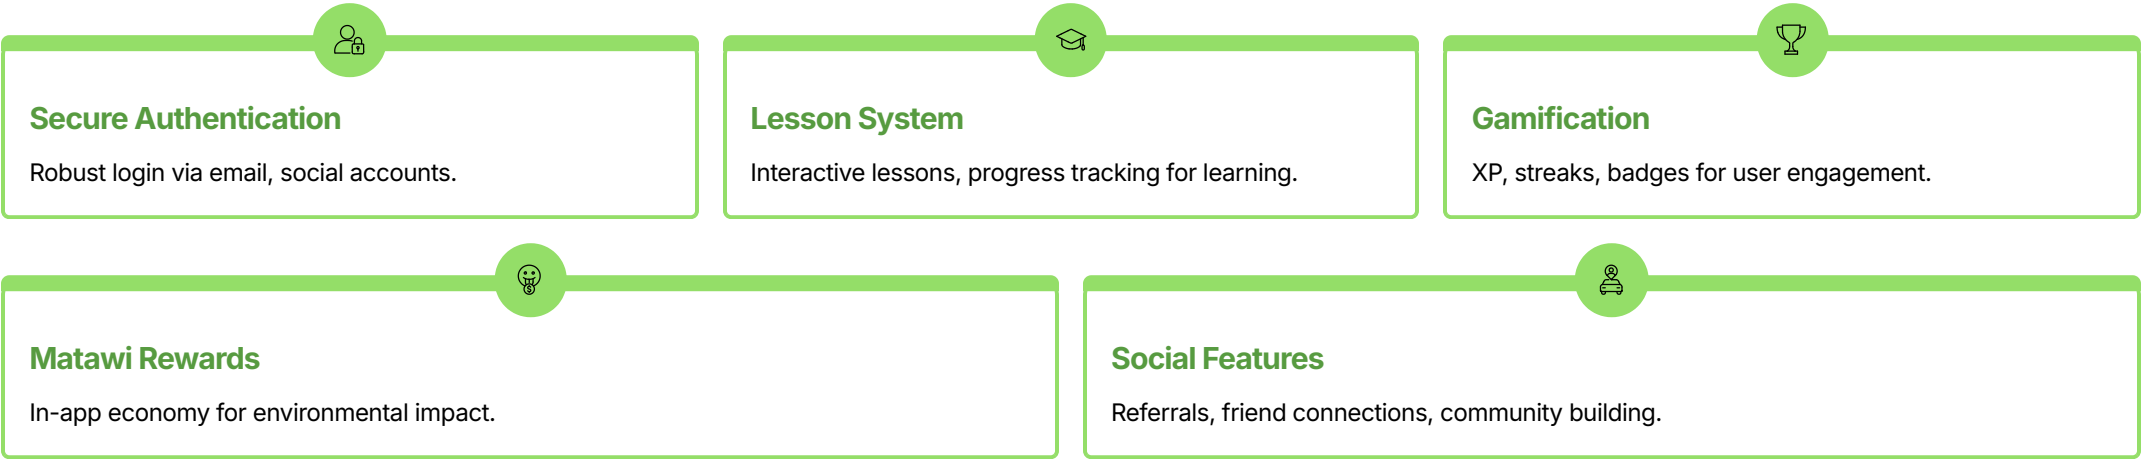 Secure Authentication
Robust login via email, social accounts.
Lesson System
Interactive lessons, progress tracking for learning.
Gamification
XP, streaks, badges for user engagement.
Matawi Rewards
In-app economy for environmental impact.
Social Features
Referrals, friend connections, community building.